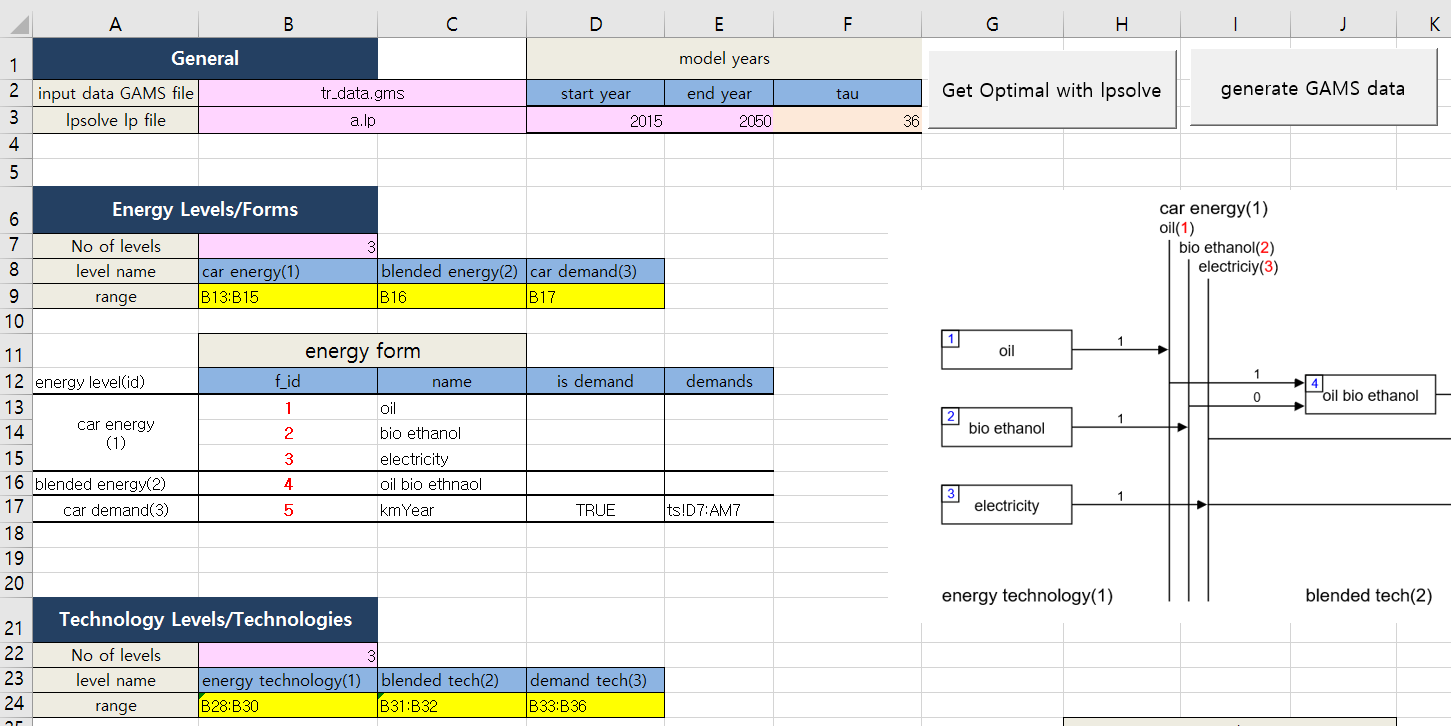 A B C D E F G H I J K
1 General model years
2 input data GAMS file tr_data.gms start year end year tau
3 lpsolve lp file a.lp 2015 2050 36
Get Optimal with lpsolve generate GAMS data
4
5
6 Energy Levels/Forms
7 No of levels 3
8 level name car energy(1) blended energy(2) car demand(3)
9 range B13:B15 B16 B17
10
11 energy form
12 energy level(id) f_id name is demand demands
13 1 oil
14 car energy (1) 2 bio ethanol
15 3 electricity
16 blended energy(2) 4 oil bio ethnaol
17 car demand(3) 5 kmYear TRUE ts!D7:AM7
18
19
20
21 Technology Levels/Technologies
22 No of levels 3
23 level name energy technology(1) blended tech(2) demand tech(3)
24 range B28:B30 B31:B32 B33:B36
car energy(1)
oil(1)
bio ethanol(2)
electriciy(3)
1 oil 1
1 4 oil bio ethanol
0
2 bio ethanol 1
3 electricity 1
energy technology(1) blended tech(2)